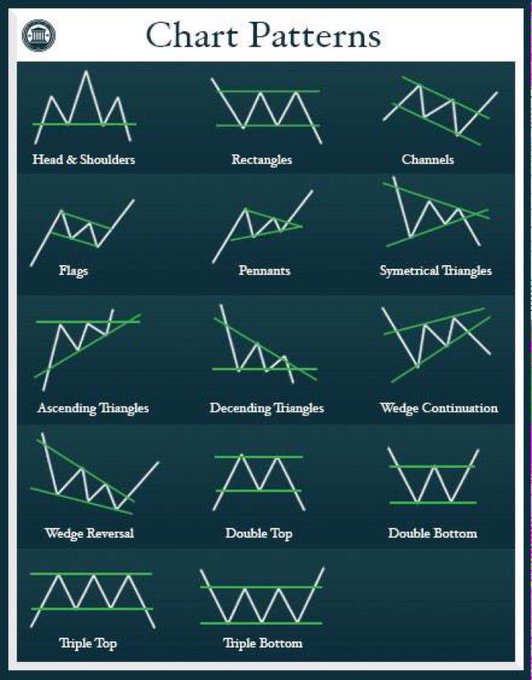 Chart Patterns
Head & Shoulders
Rectangles
Channels
Flags
Pennants
Symetrical Triangles
Ascending Triangles
Decending Triangles
Wedge Continuation
Wedge Reversal
Double Top
Double Bottom
Triple Top
Triple Bottom